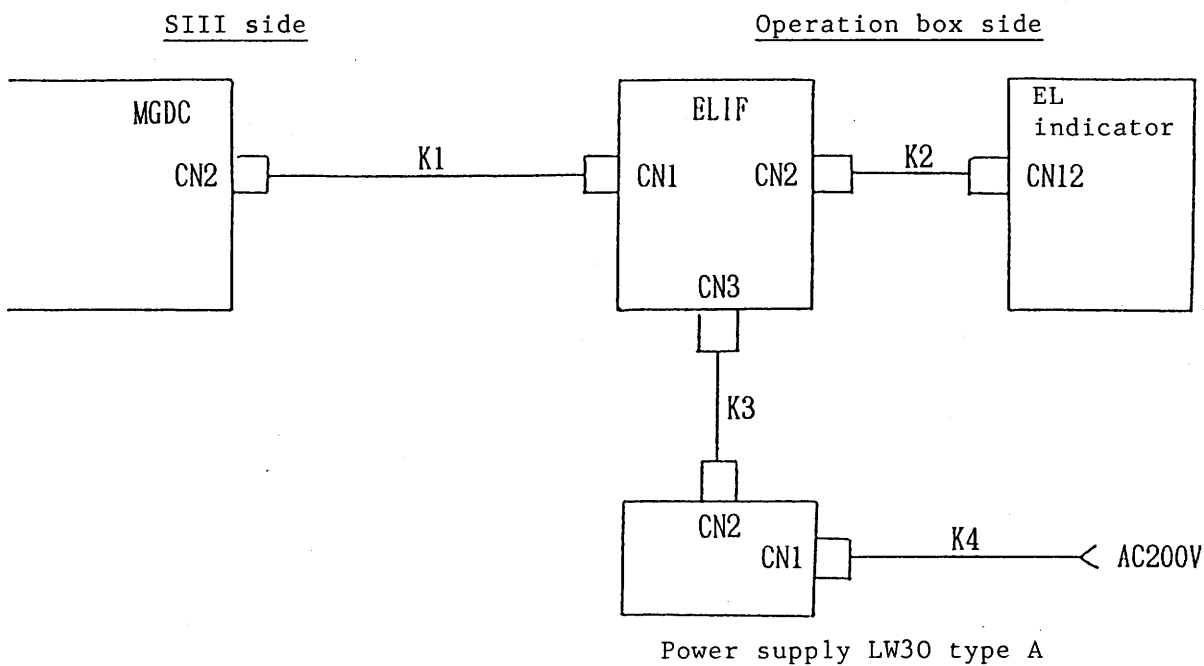 SIII side
Operation box side
MGDC
CN2
K1
ELIF
CN1
CN2
CN3
K2
EL
indicator
CN12
K3
CN2
CN1
K4
AC200V
Power supply LW30 type A